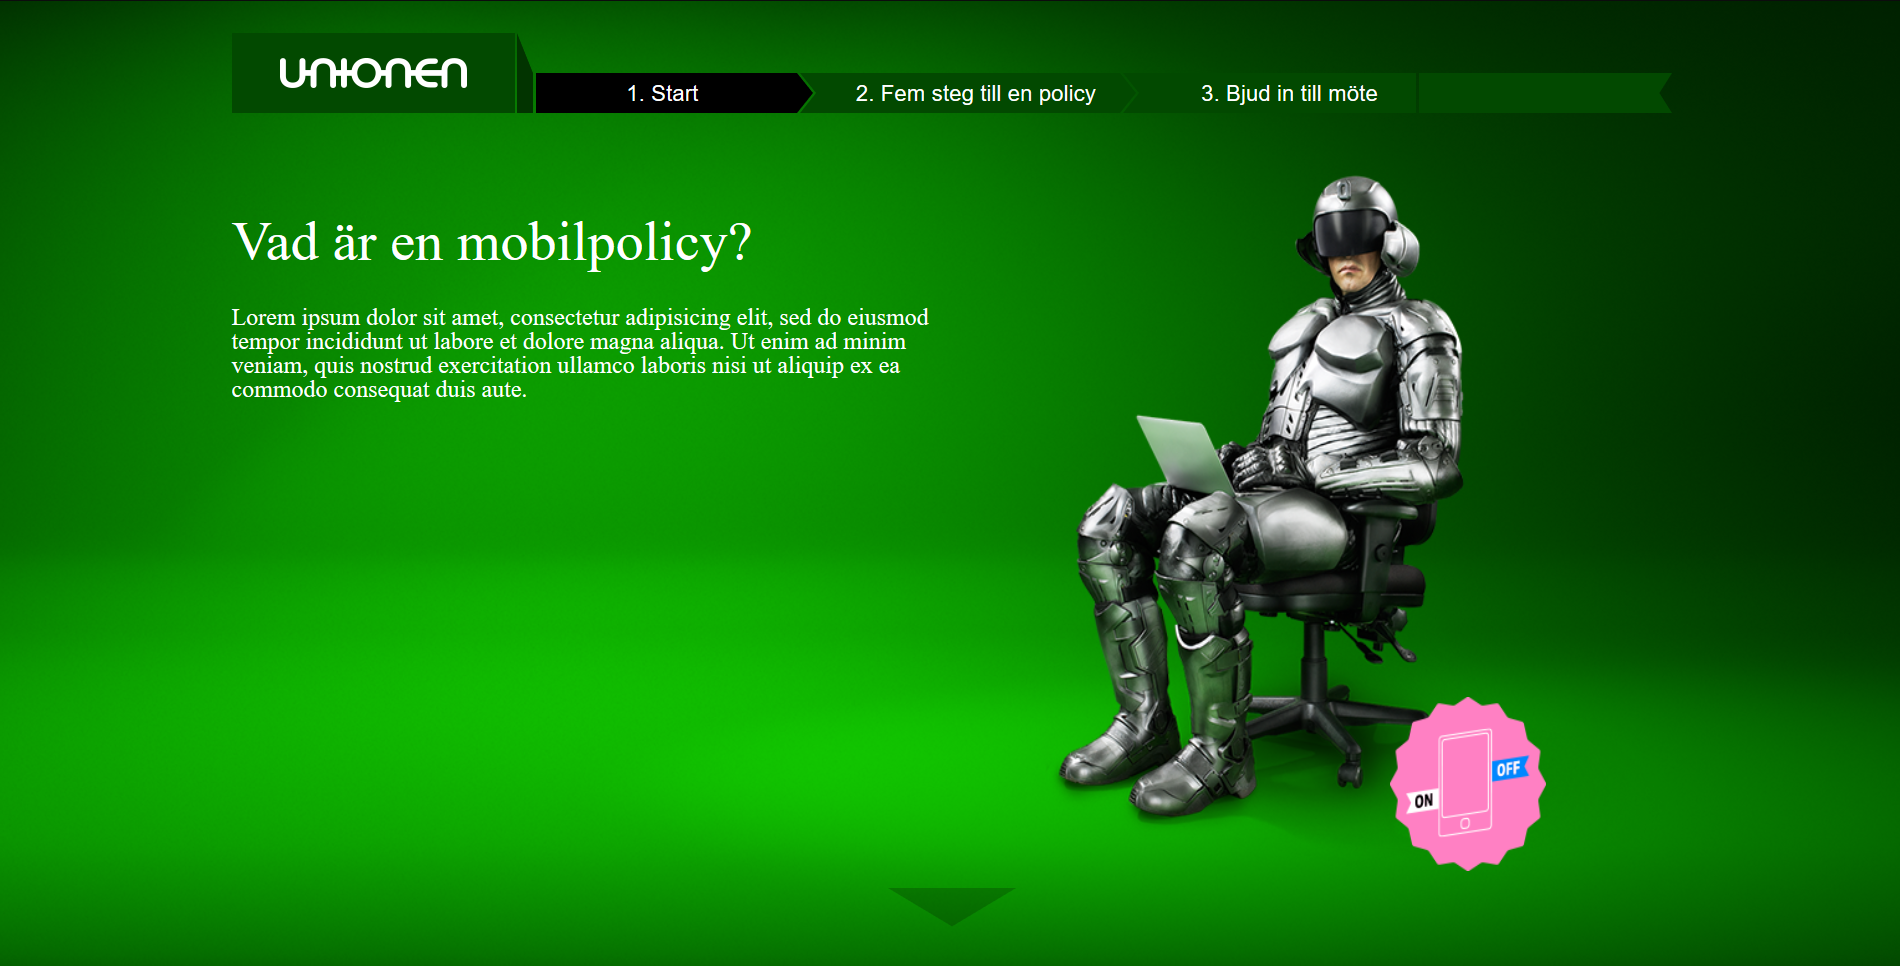 UNIONEN
1. Start
2. Fem steg till en policy
3. Bjud in till möte
Vad är en mobilpolicy?
Lorem ipsum dolor sit amet, consectetur adipisicing elit, sed do eiusmod
tempor incididunt ut labore et dolore magna aliqua. Ut enim ad minim
veniam, quis nostrud exercitation ullamco laboris nisi ut aliquip ex ea
commodo consequat duis aute.
OFF
ON